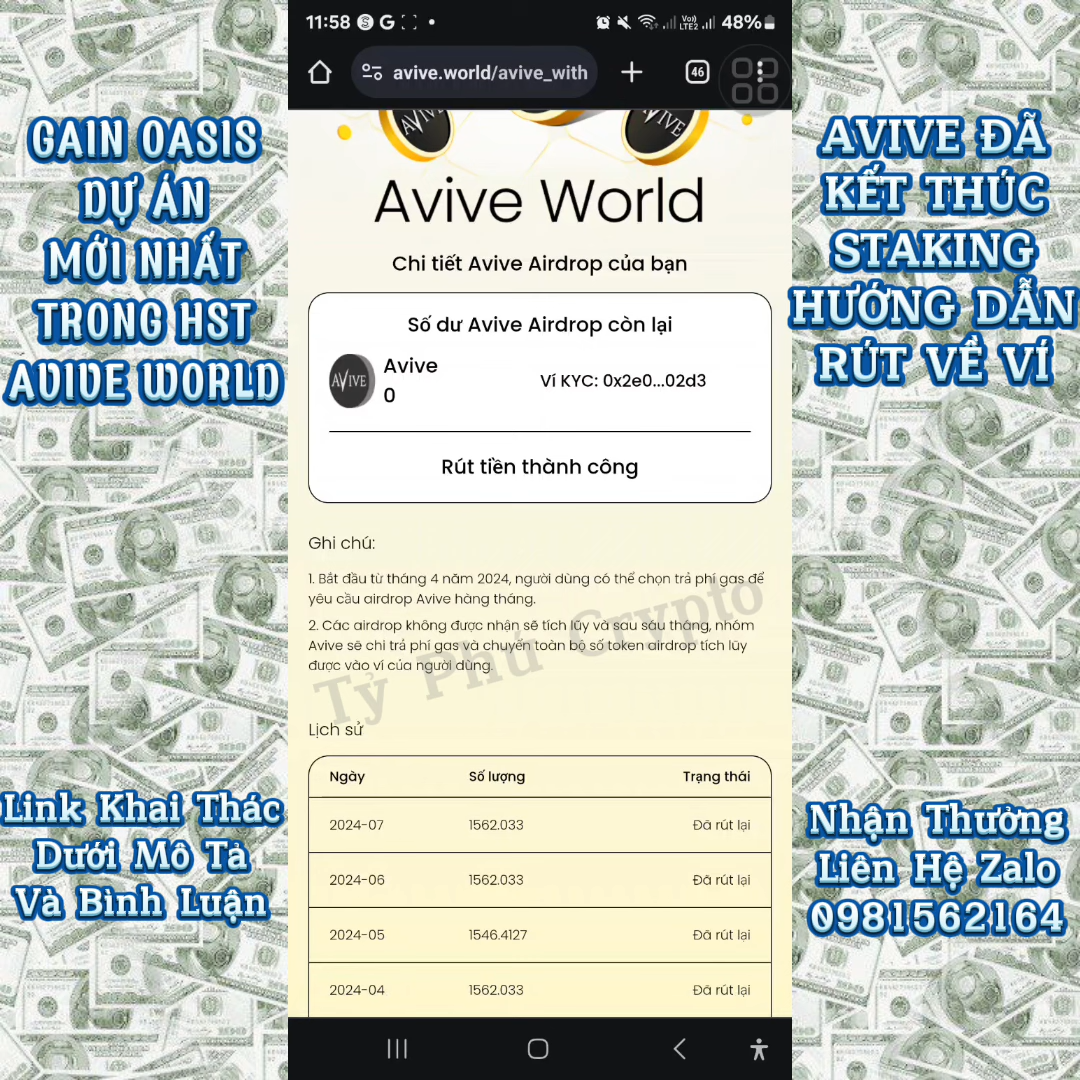 GAIN OASIS
DỰ ÁN
MỚI NHẤT
TRONG HST
AVIVE WORLD
Link Khai Thác
Dưới Mô Tả
Và Bình Luận
11:58
Vo))
LTE2
48%
avive.world/avive_with
46
AVIVE
AVIVE
Avive World
Chi tiết Avive Airdrop của bạn
Số dư Avive Airdrop còn lại
AVIVE
Avive
0
Ví KYC: 0x2e0...02d3
Rút tiền thành công
Ghi chú:
1. Bắt đầu từ tháng 4 năm 2024, người dùng có thể chọn trả phí gas để
yêu cầu airdrop Avive hàng tháng.
2. Các airdrop không được nhận sẽ tích lũy và sau sáu tháng, nhóm
Avive sẽ chi trả phí gas và chuyển toàn bộ số token airdrop tích lũy
được vào ví của người dùng.
Tỷ Phú Crypto
Lịch sử
Ngày Số lượng Trạng thái
2024-07 1562.033 Đã rút lại
2024-06 1562.033 Đã rút lại
2024-05 1546.4127 Đã rút lại
2024-04 1562.033 Đã rút lại
AVIVE ĐÃ
KẾT THÚC
STAKING
HƯỚNG DẪN
RÚT VỀ VÍ
Nhận Thưởng
Liên Hệ Zalo
0981562164